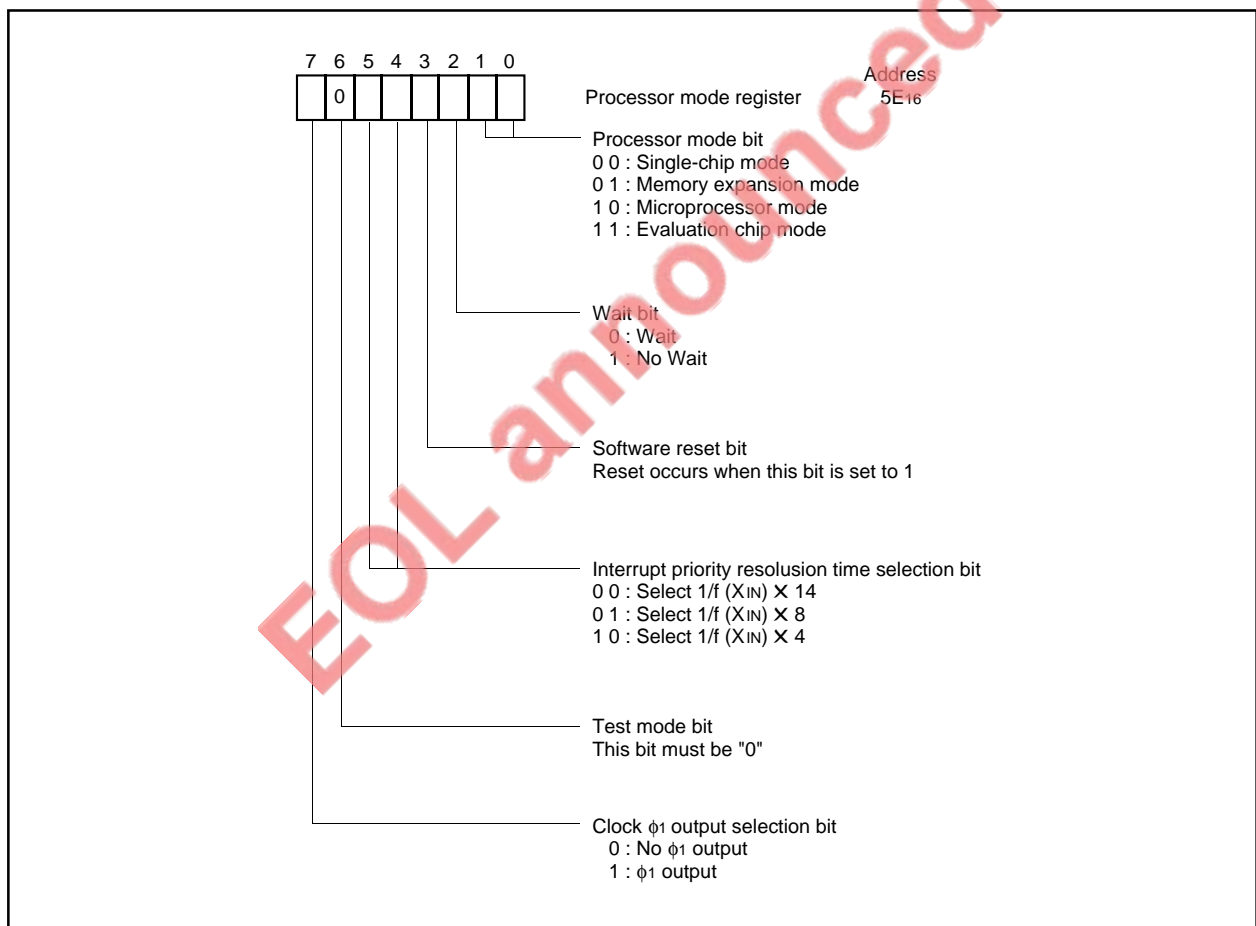 7 6 5 4 3 2 1 0
0
Processor mode register
Address
5E16
Processor mode bit
0 0 : Single-chip mode
0 1 : Memory expansion mode
1 0 : Microprocessor mode
1 1 : Evaluation chip mode
Wait bit
0 : Wait
1 : No Wait
Software reset bit
Reset occurs when this bit is set to 1
Interrupt priority resolusion time selection bit
0 0 : Select 1/f (XIN) × 14
0 1 : Select 1/f (XIN) × 8
1 0 : Select 1/f (XIN) × 4
Test mode bit
This bit must be "0"
Clock ϕ1 output selection bit
0 : No ϕ1 output
1 : ϕ1 output
EOL announced